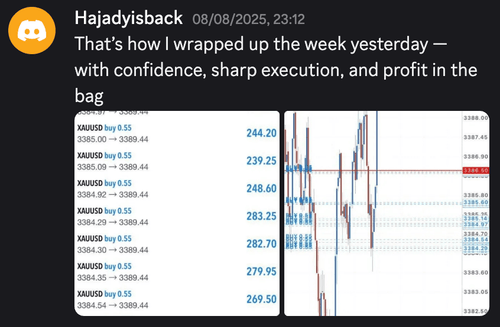 Hajadyisback 08/08/2025, 23:12
That's how I wrapped up the week yesterday —
with confidence, sharp execution, and profit in the
bag
3384.97 → 3389.44
XAUUSD buy 0.55
3385.00 → 3389.44
244.20
XAUUSD buy 0.55
3385.09 → 3389.44
239.25
XAUUSD buy 0.55
3384.92 → 3389.44
248.60
XAUUSD buy 0.55
3384.29 → 3389.44
283.25
XAUUSD buy 0.55
3384.30 → 3389.44
282.70
XAUUSD buy 0.55
3384.35 → 3389.44
279.95
XAUUSD buy 0.55
3384.54 → 3389.44
269.50
3388.00
3387.45
3386.60
3385.60
3385.14
3384.97
3384.54
3384.29
3383.60
3383.05
3382.50